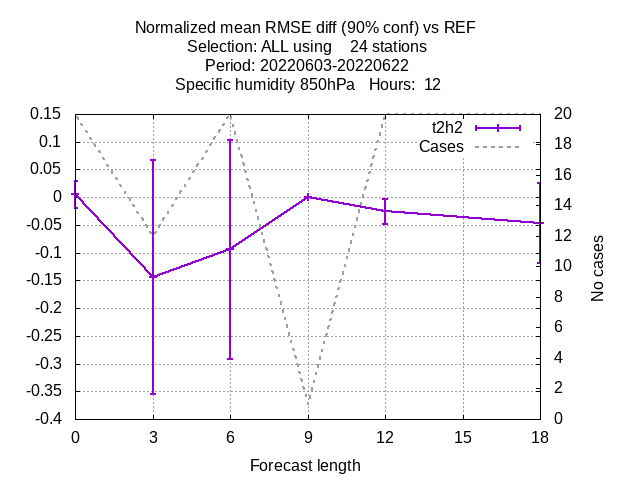 Normalized mean RMSE diff (90% conf) vs REF
Selection: ALL using 24 stations
Period: 20220603-20220622
Specific humidity 850hPa Hours: 12
t2h2
Cases
0.15
0.1
0.05
0
-0.05
-0.1
-0.15
-0.2
-0.25
-0.3
-0.35
-0.4
20
18
16
14
12
10
8
6
4
2
0
No cases
0 3 6 9 12 15 18
Forecast length